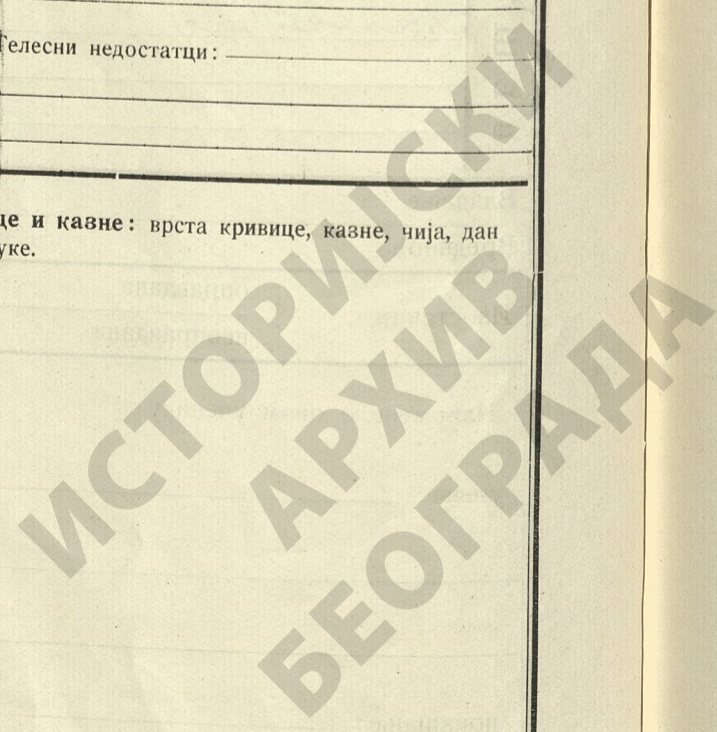 Телесни недостатци:
це и казне: врста кривице, казне, чија, дан
уке.
ИСТОРИЈСКИ
АРХИВ
БЕОГРАДА